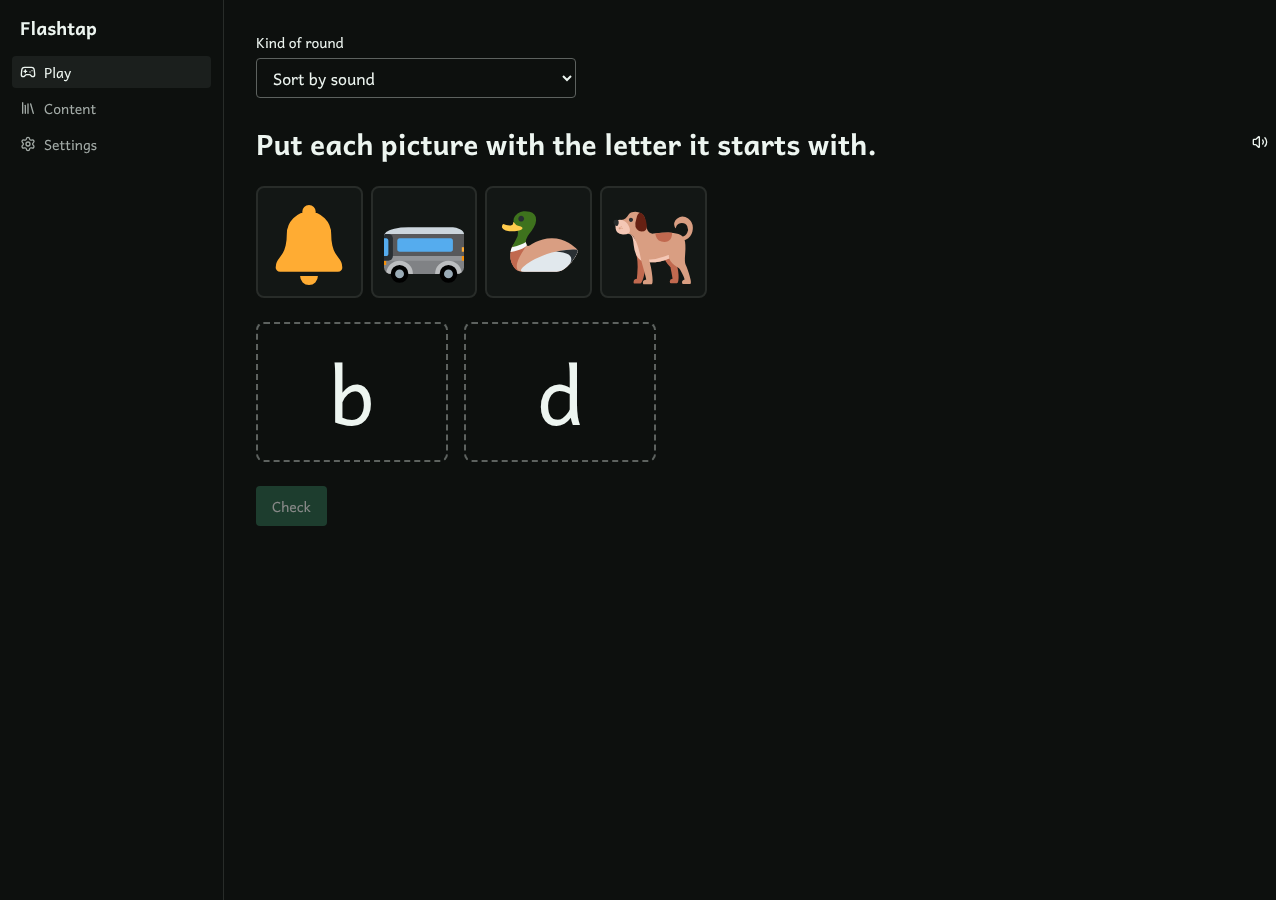 Flashtap
Play
Content
Settings
Kind of round
Sort by sound
Put each picture with the letter it starts with.
b
d
Check